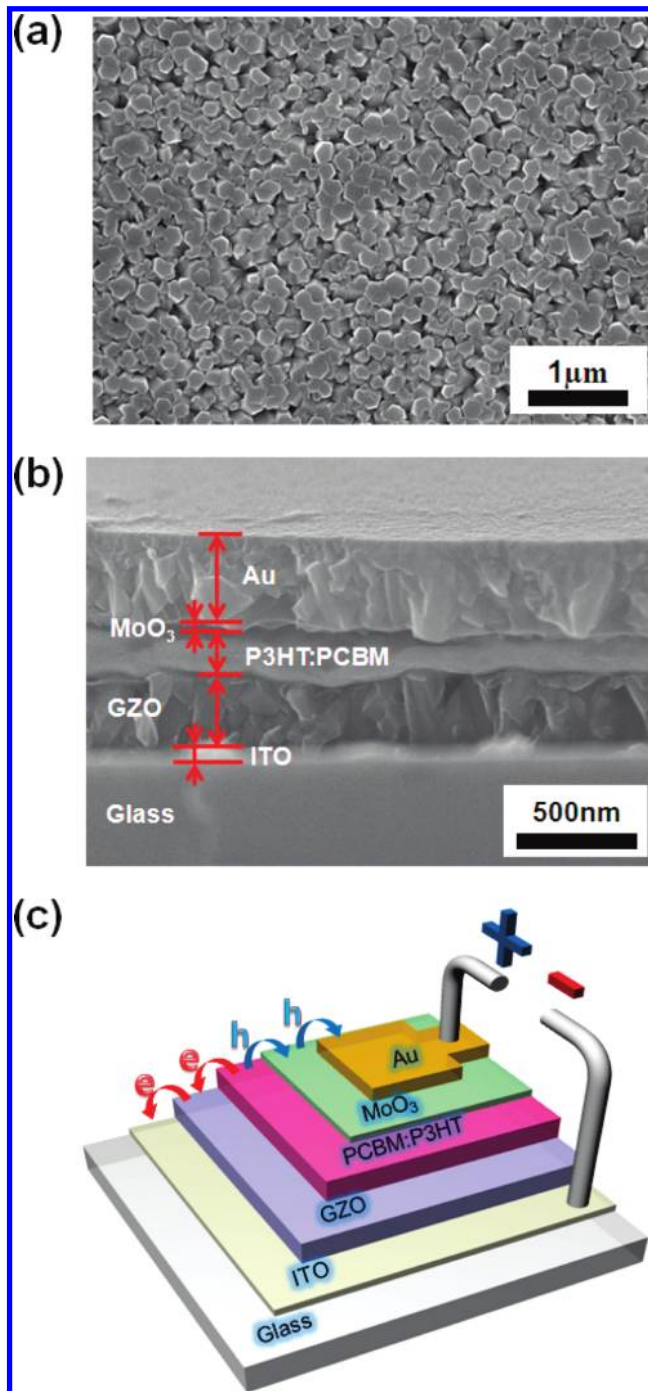 (a)
1µm
(b)
Au
MoO₃
P3HT:PCBM
GZO
ITO
Glass
500nm
(c)
h
h
e
e
Au
MoO₃
PCBM:P3HT
GZO
ITO
Glass